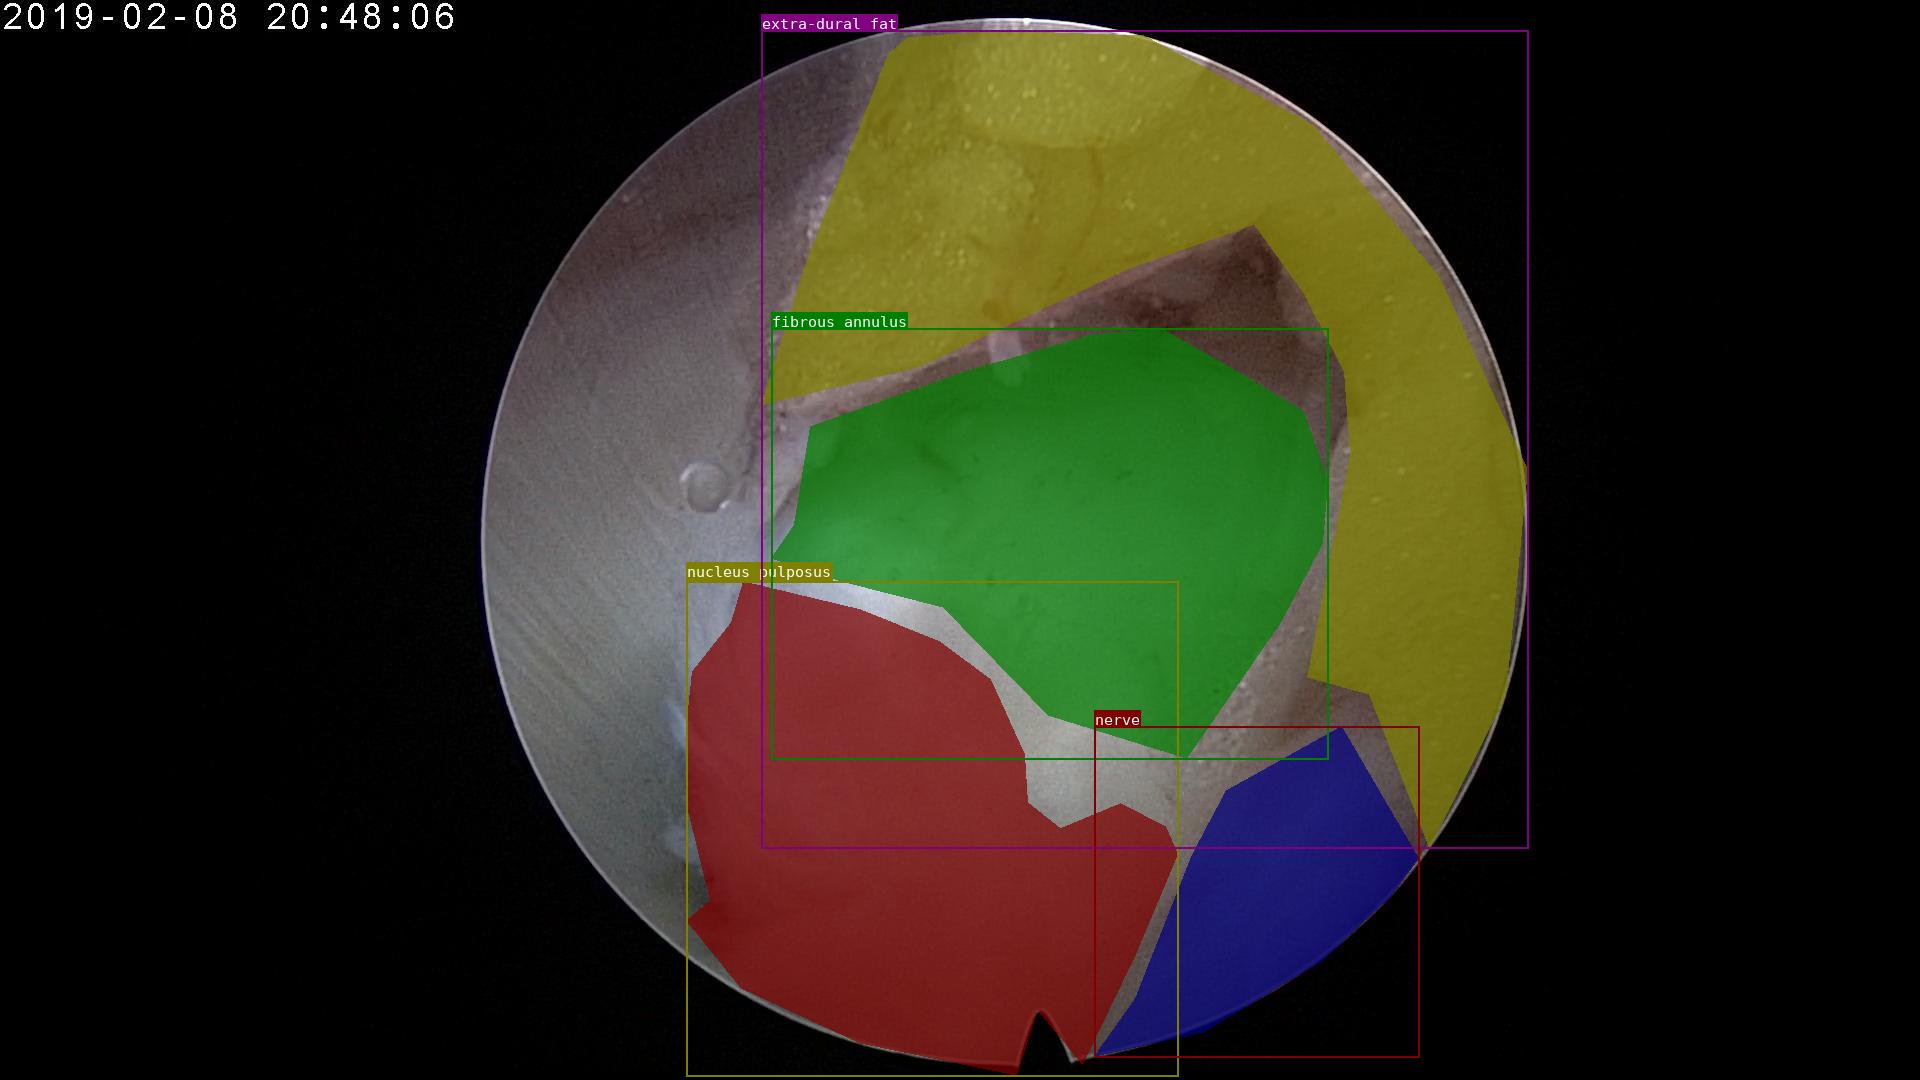 2019-02-08 20:48:06
extra-dural fat
fibrous annulus
nucleus pulposus
nerve